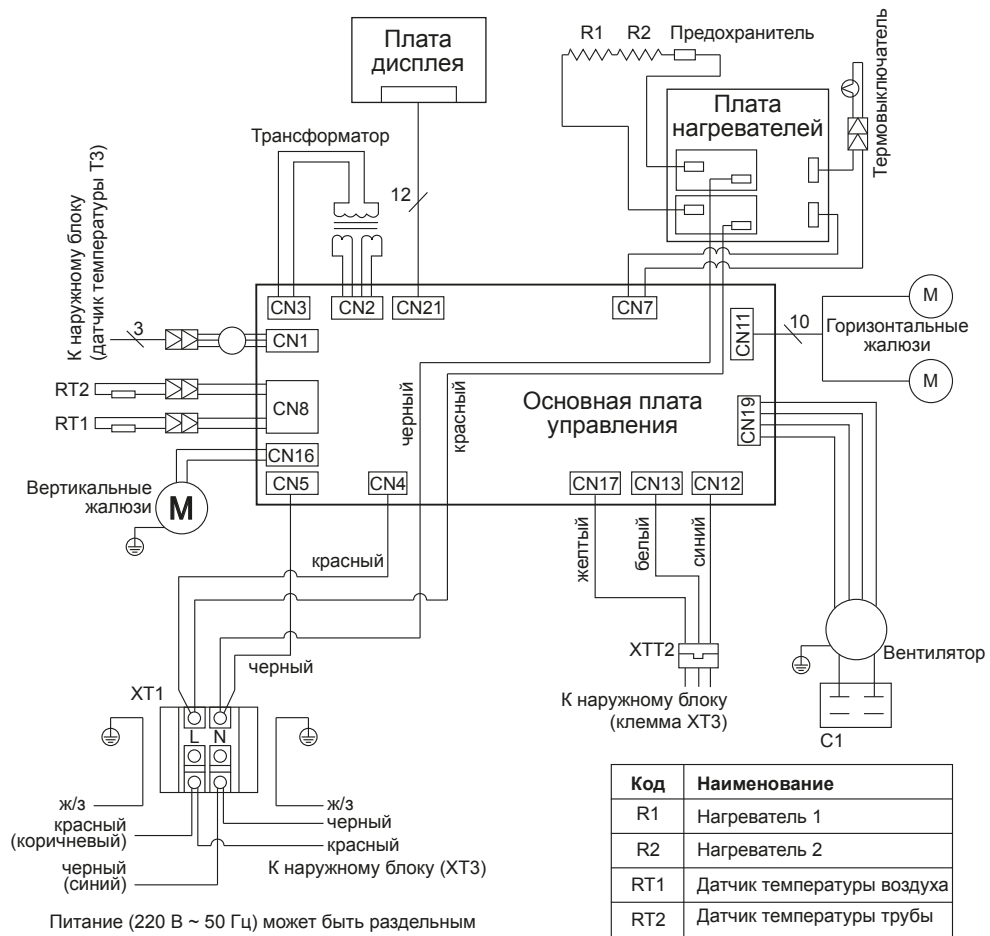 Плата
дисплея
R1
R2
Предохранитель
Термовыключатель
Плата
нагревателей
Трансформатор
12
К наружному блоку
(датчик температуры Т3)
3
CN3
CN2
CN21
CN7
CN1
CN11
10
М
Горизонтальные
жалюзи
М
RT2
RT1
CN8
черный
красный
Основная плата
управления
CN19
CN16
CN5
CN4
CN17
CN13
CN12
Вертикальные
жалюзи
М
красный
желтый
белый
синий
черный
XTT2
Вентилятор
К наружному блоку
(клемма XT3)
C1
XT1
L
N
ж/з
красный
(коричневый)
черный
(синий)
ж/з
черный
красный
К наружному блоку (XT3)
Питание (220 В ~ 50 Гц) может быть раздельным
Код Наименование
R1 Нагреватель 1
R2 Нагреватель 2
RT1 Датчик температуры воздуха
RT2 Датчик температуры трубы